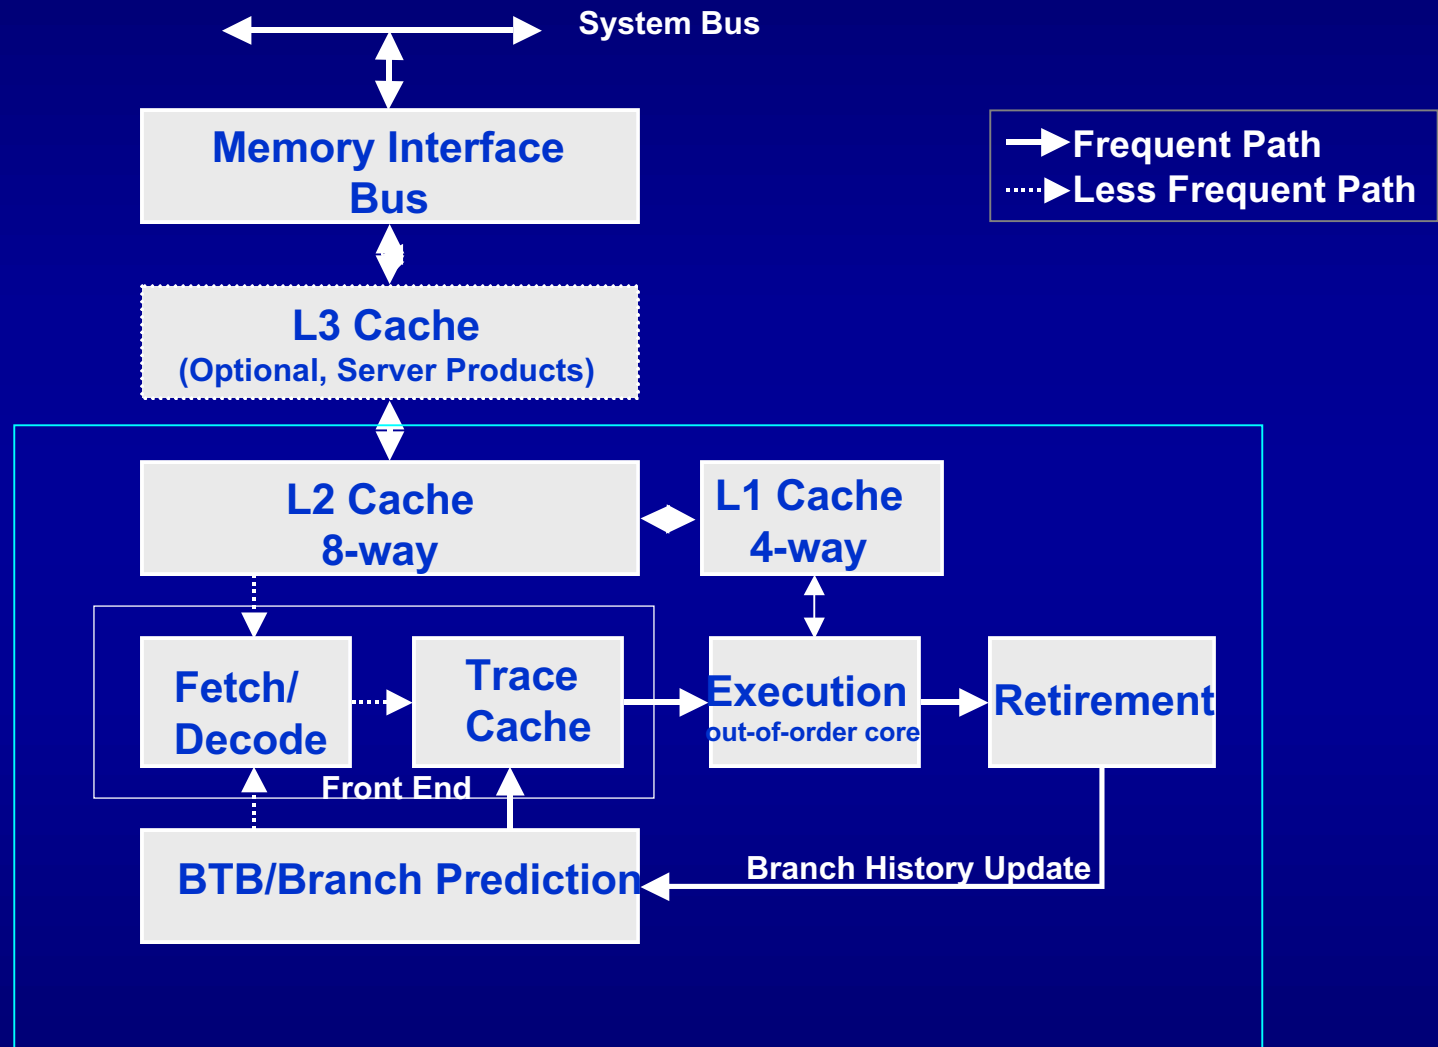 System Bus
Memory Interface
Bus
Frequent Path
Less Frequent Path
L3 Cache
(Optional, Server Products)
L2 Cache
8-way
L1 Cache
4-way
Fetch/
Decode
Trace
Cache
Execution
out-of-order core
Retirement
Front End
BTB/Branch Prediction
Branch History Update